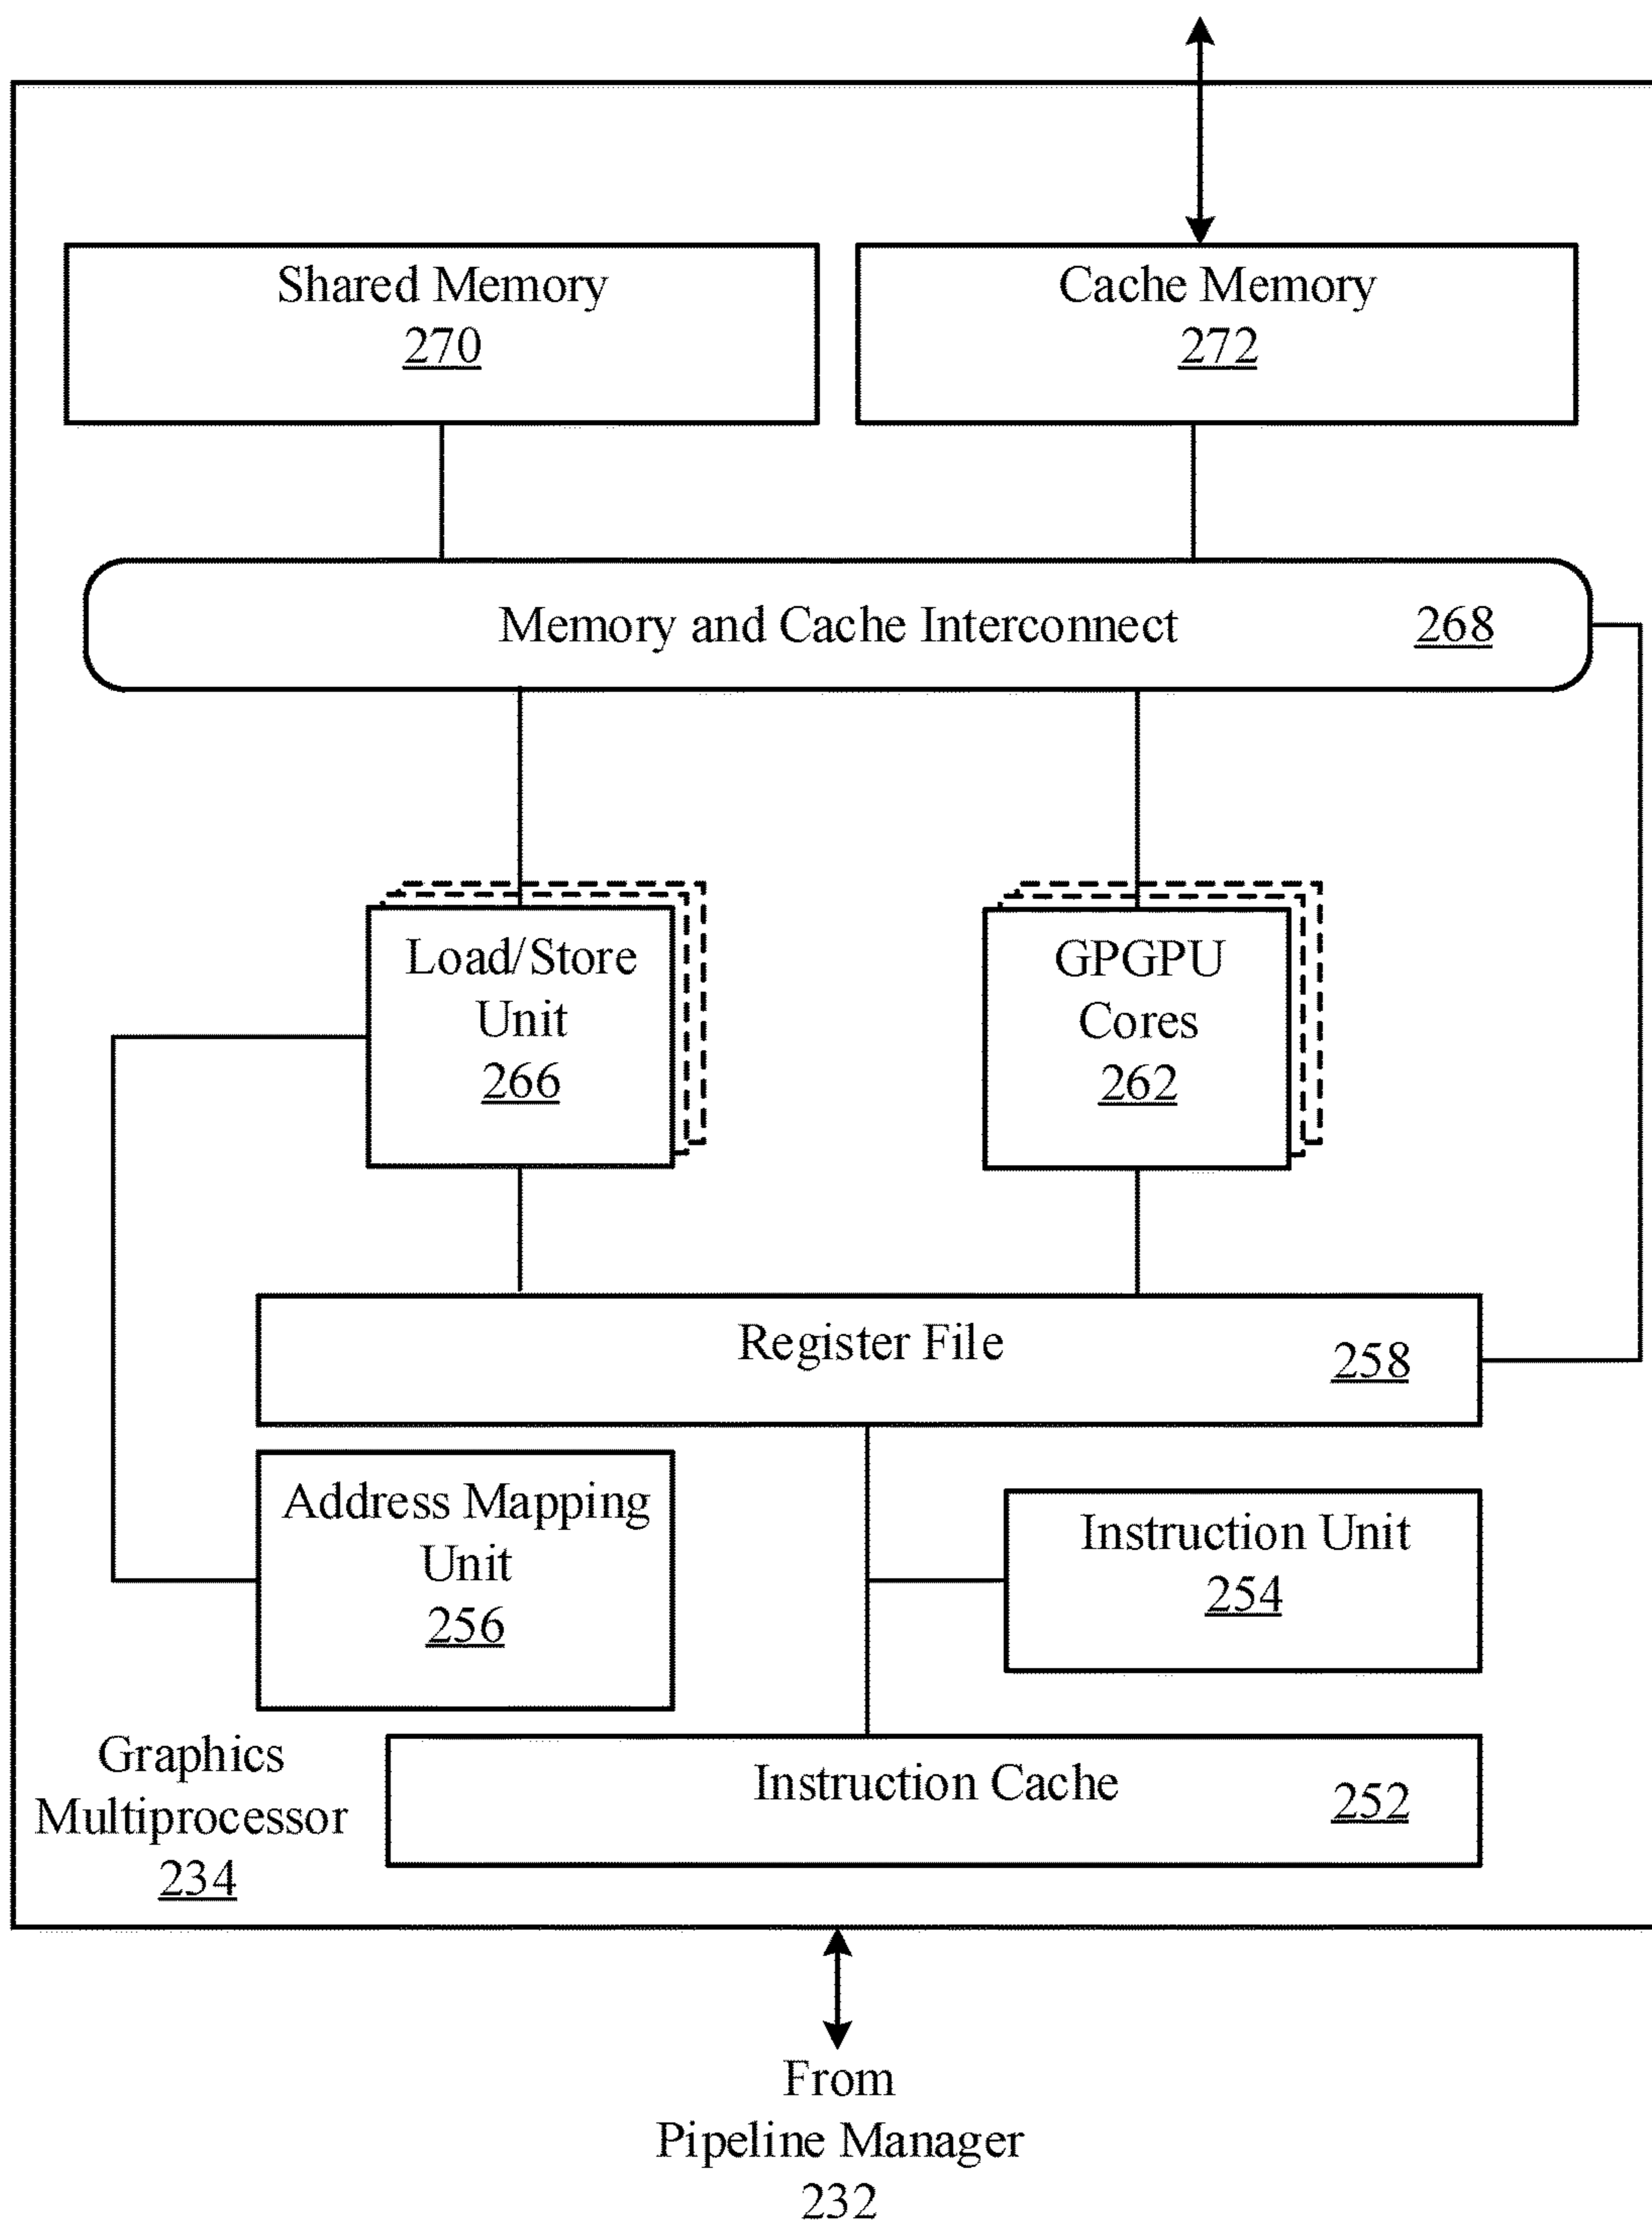 Shared Memory
270
Cache Memory
272
Memory and Cache Interconnect 268
Load/Store
Unit
266
GPGPU
Cores
262
Register File 258
Address Mapping
Unit
256
Instruction Unit
254
Graphics
Multiprocessor
234
Instruction Cache 252
From
Pipeline Manager
232